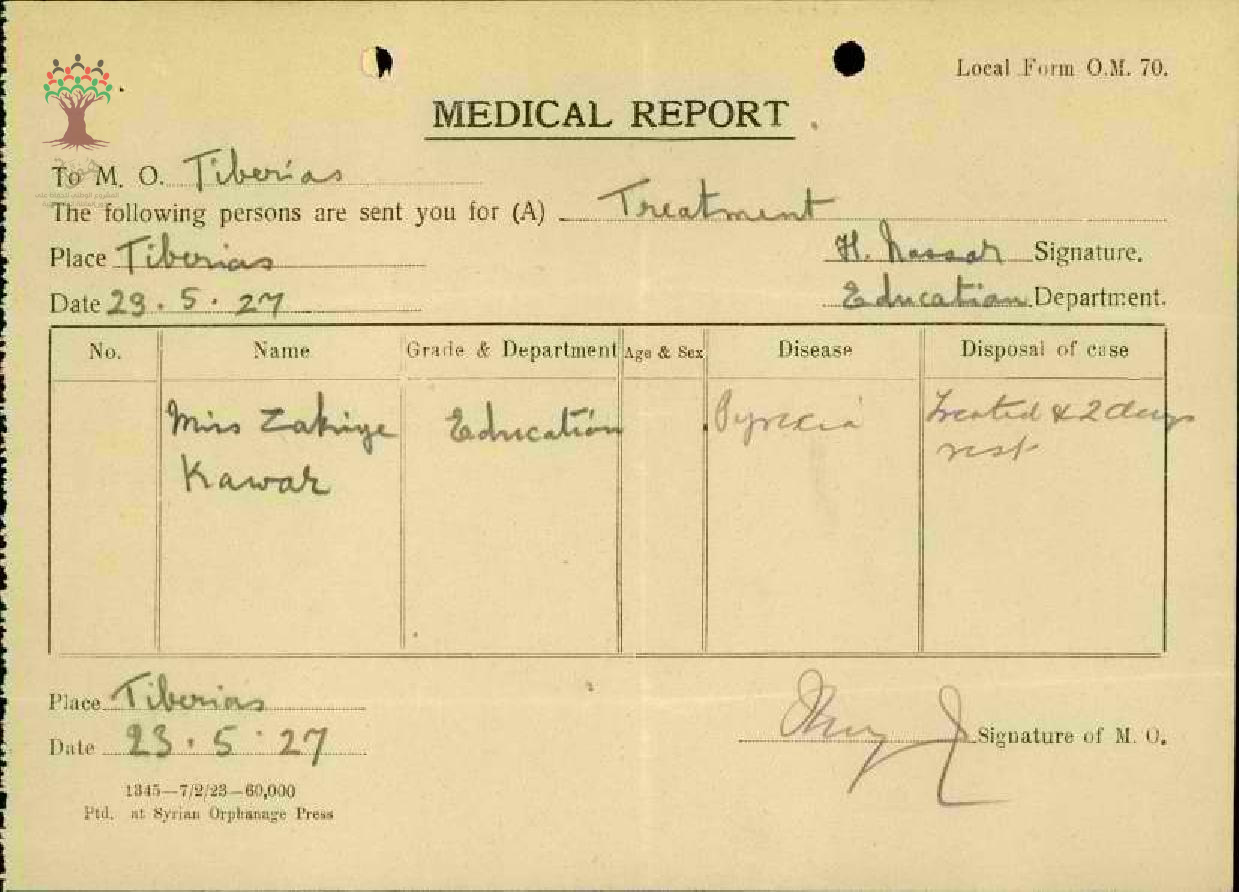 Local Form O.M. 70.
MEDICAL REPORT
To M. O. Tiberias
The following persons are sent you for (A) Treatment
Place Tiberias H. Nassar Signature.
Date 23 . 5 . 27 Education Department.
No. Name Grade & Department Age & Sex Disease Disposal of case
Miss Zakiye Education Pyrexia Treated & 2 days
Kawar rest
Place Tiberias
Date 23 . 5 . 27 Signature of M. O.
1345—7/2/23—60,000
Ptd. at Syrian Orphanage Press